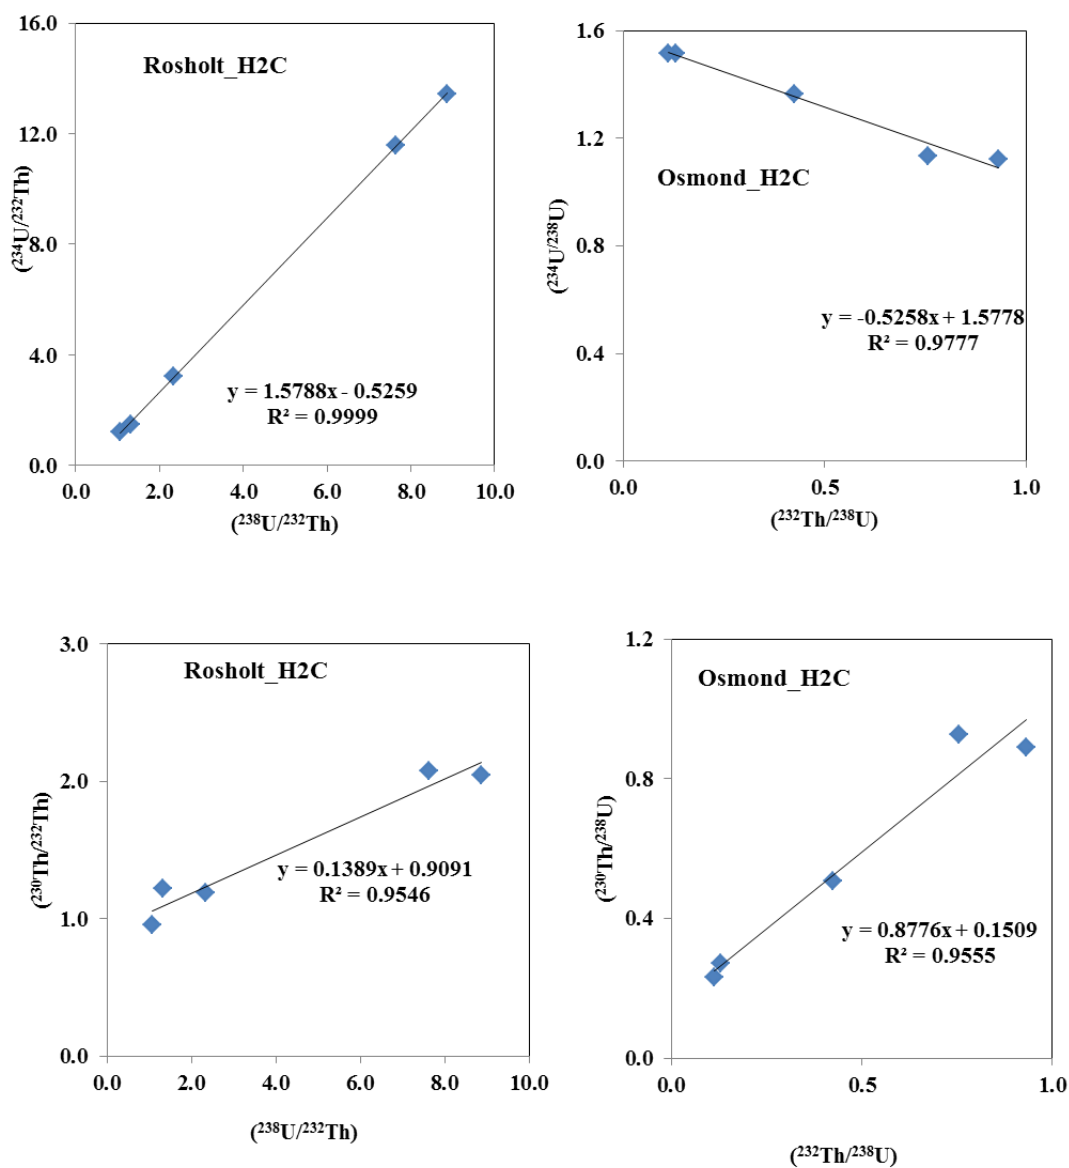 Rosholt_H2C
16.0
12.0
8.0
4.0
0.0
(²³⁴U/²³²Th)
y = 1.5788x - 0.5259
R² = 0.9999
0.0 2.0 4.0 6.0 8.0 10.0
(²³⁸U/²³²Th)
Osmond_H2C
1.6
1.2
0.8
0.4
0.0
(²³⁴U/²³⁸U)
y = -0.5258x + 1.5778
R² = 0.9777
0.0 0.5 1.0
(²³²Th/²³⁸U)
Rosholt_H2C
3.0
2.0
1.0
0.0
(²³⁰Th/²³²Th)
y = 0.1389x + 0.9091
R² = 0.9546
0.0 2.0 4.0 6.0 8.0 10.0
(²³⁸U/²³²Th)
Osmond_H2C
1.2
0.8
0.4
0.0
(²³⁰Th/²³⁸U)
y = 0.8776x + 0.1509
R² = 0.9555
0.0 0.5 1.0
(²³²Th/²³⁸U)